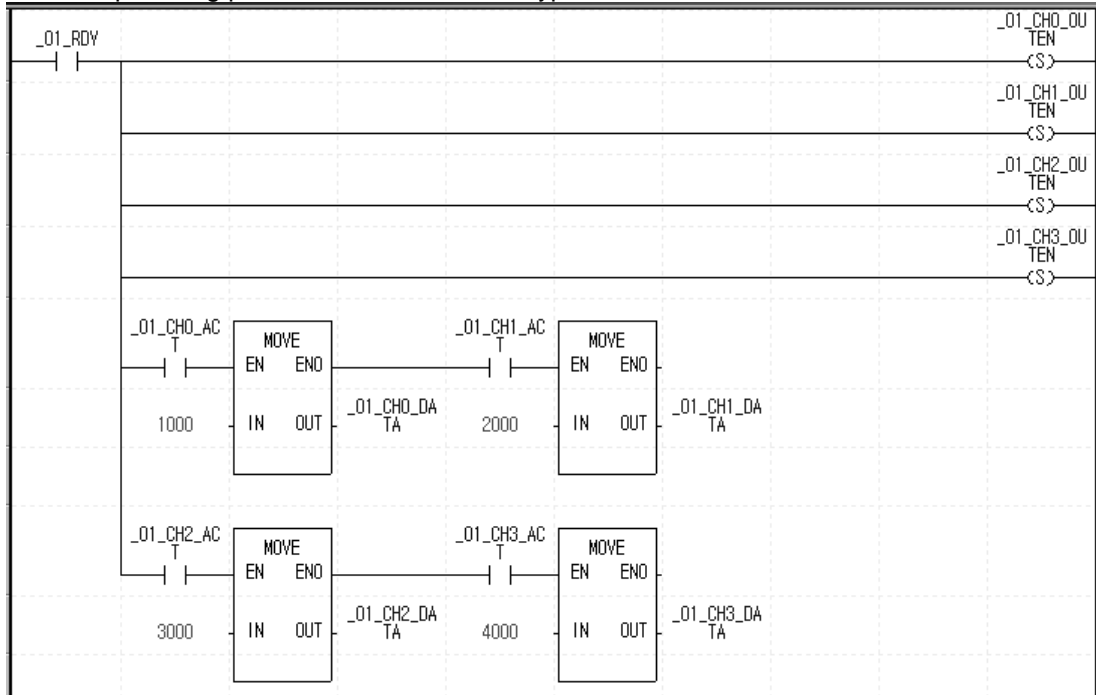 _01_RDY
_01_CH0_OU
TEN
(S)
_01_CH1_OU
TEN
(S)
_01_CH2_OU
TEN
(S)
_01_CH3_OU
TEN
(S)
_01_CH0_AC
T
MOVE
EN ENO
1000
IN OUT
_01_CH0_DA
TA
_01_CH1_AC
T
MOVE
EN ENO
2000
IN OUT
_01_CH1_DA
TA
_01_CH2_AC
T
MOVE
EN ENO
3000
IN OUT
_01_CH2_DA
TA
_01_CH3_AC
T
MOVE
EN ENO
4000
IN OUT
_01_CH3_DA
TA